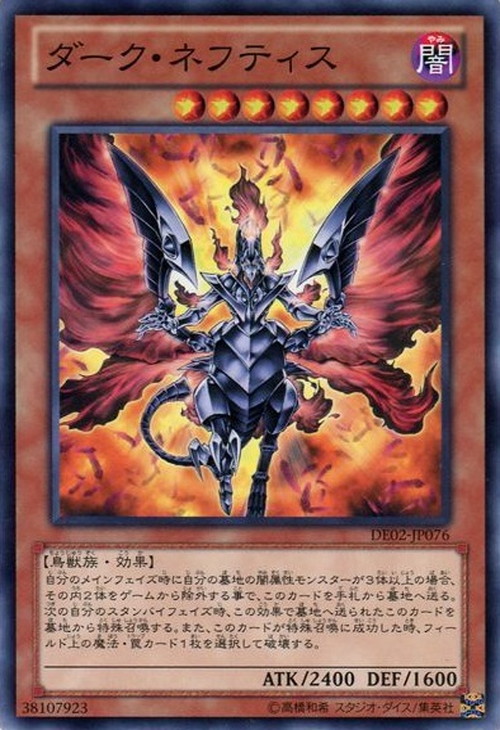 ダーク・ネフティス
闇
DE02-JP076
【鳥獣族・効果】
自分のメインフェイズ時に自分の墓地の闇属性モンスターが3体以上の場合、
その内2体をゲームから除外する事で、このカードを手札から墓地へ送る。
次の自分のスタンバイフェイズ時、この効果で墓地へ送られたこのカードを
墓地から特殊召喚する。また、このカードが特殊召喚に成功した時、フィー
ルド上の魔法・罠カード1枚を選択して破壊する。
ATK/2400 DEF/1600
38107923 ©高橋和希 スタジオ・ダイス/集英社